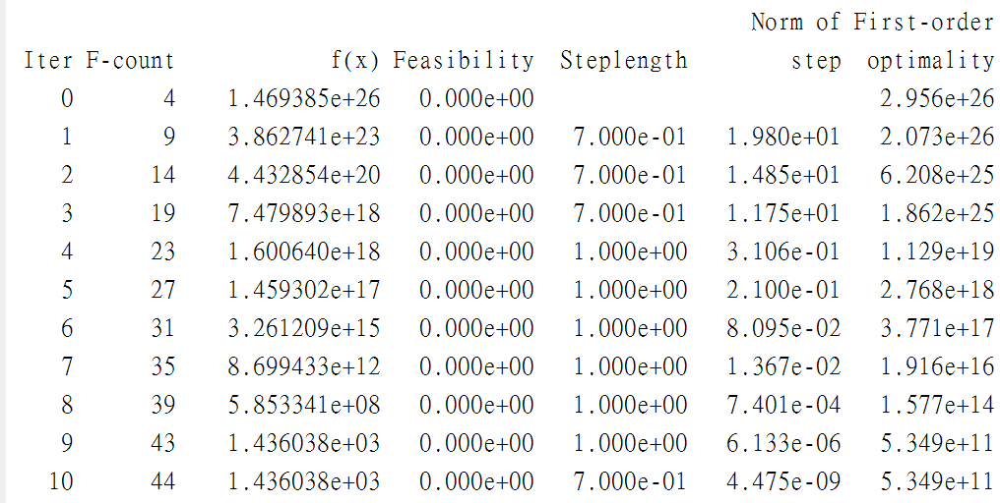 Norm of First-order
Iter F-count f(x) Feasibility Steplength step optimality
0 4 1.469385e+26 0.000e+00 2.956e+26
1 9 3.862741e+23 0.000e+00 7.000e-01 1.980e+01 2.073e+26
2 14 4.432854e+20 0.000e+00 7.000e-01 1.485e+01 6.208e+25
3 19 7.479893e+18 0.000e+00 7.000e-01 1.175e+01 1.862e+25
4 23 1.600640e+18 0.000e+00 1.000e+00 3.106e-01 1.129e+19
5 27 1.459302e+17 0.000e+00 1.000e+00 2.100e-01 2.768e+18
6 31 3.261209e+15 0.000e+00 1.000e+00 8.095e-02 3.771e+17
7 35 8.699433e+12 0.000e+00 1.000e+00 1.367e-02 1.916e+16
8 39 5.853341e+08 0.000e+00 1.000e+00 7.401e-04 1.577e+14
9 43 1.436038e+03 0.000e+00 1.000e+00 6.133e-06 5.349e+11
10 44 1.436038e+03 0.000e+00 7.000e-01 4.475e-09 5.349e+11